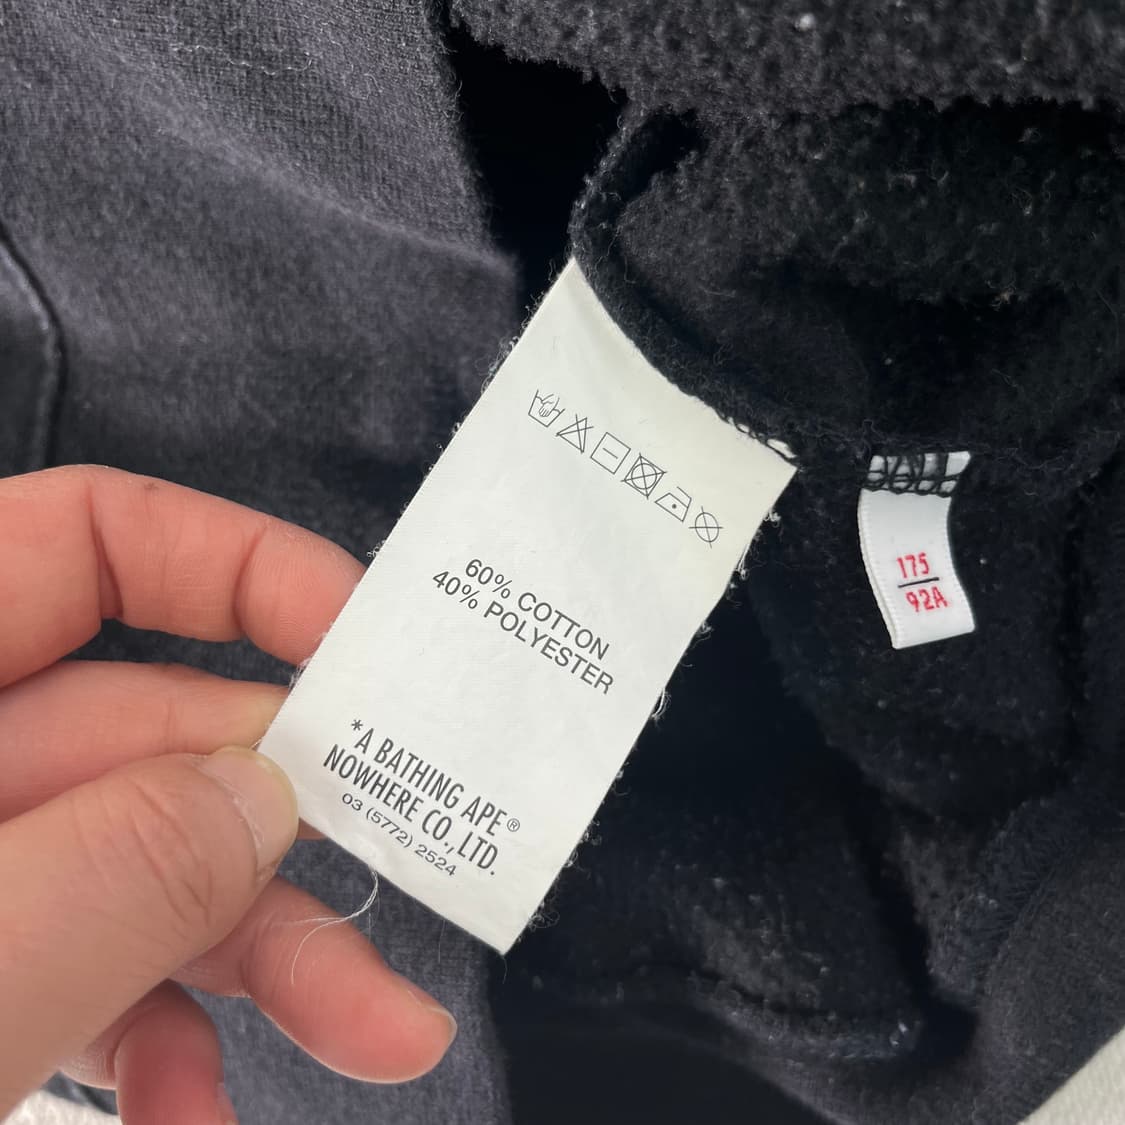 60% COTTON
40% POLYESTER
*A BATHING APE®
NOWHERE CO.,LTD.
03 (5772) 2524
175
92A